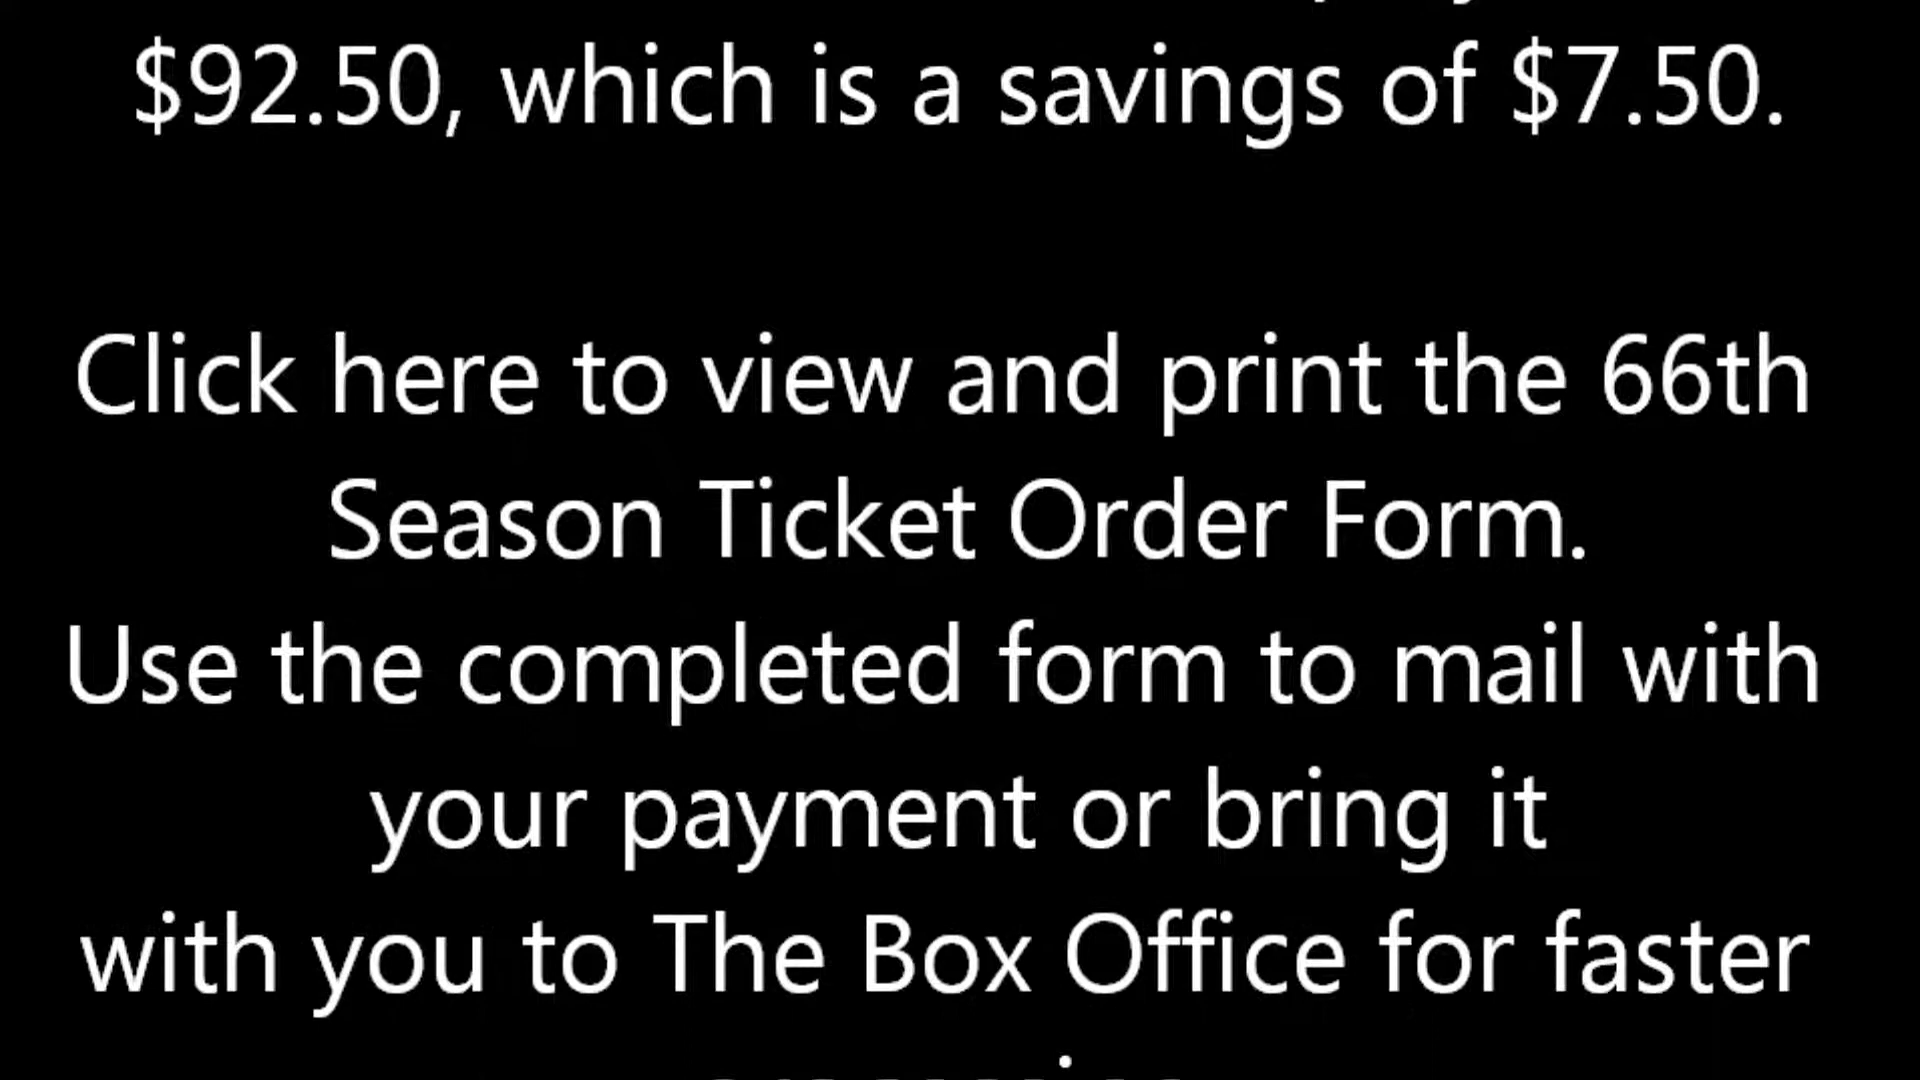 $92.50, which is a savings of $7.50.
Click here to view and print the 66th
Season Ticket Order Form.
Use the completed form to mail with
your payment or bring it
with you to The Box Office for faster